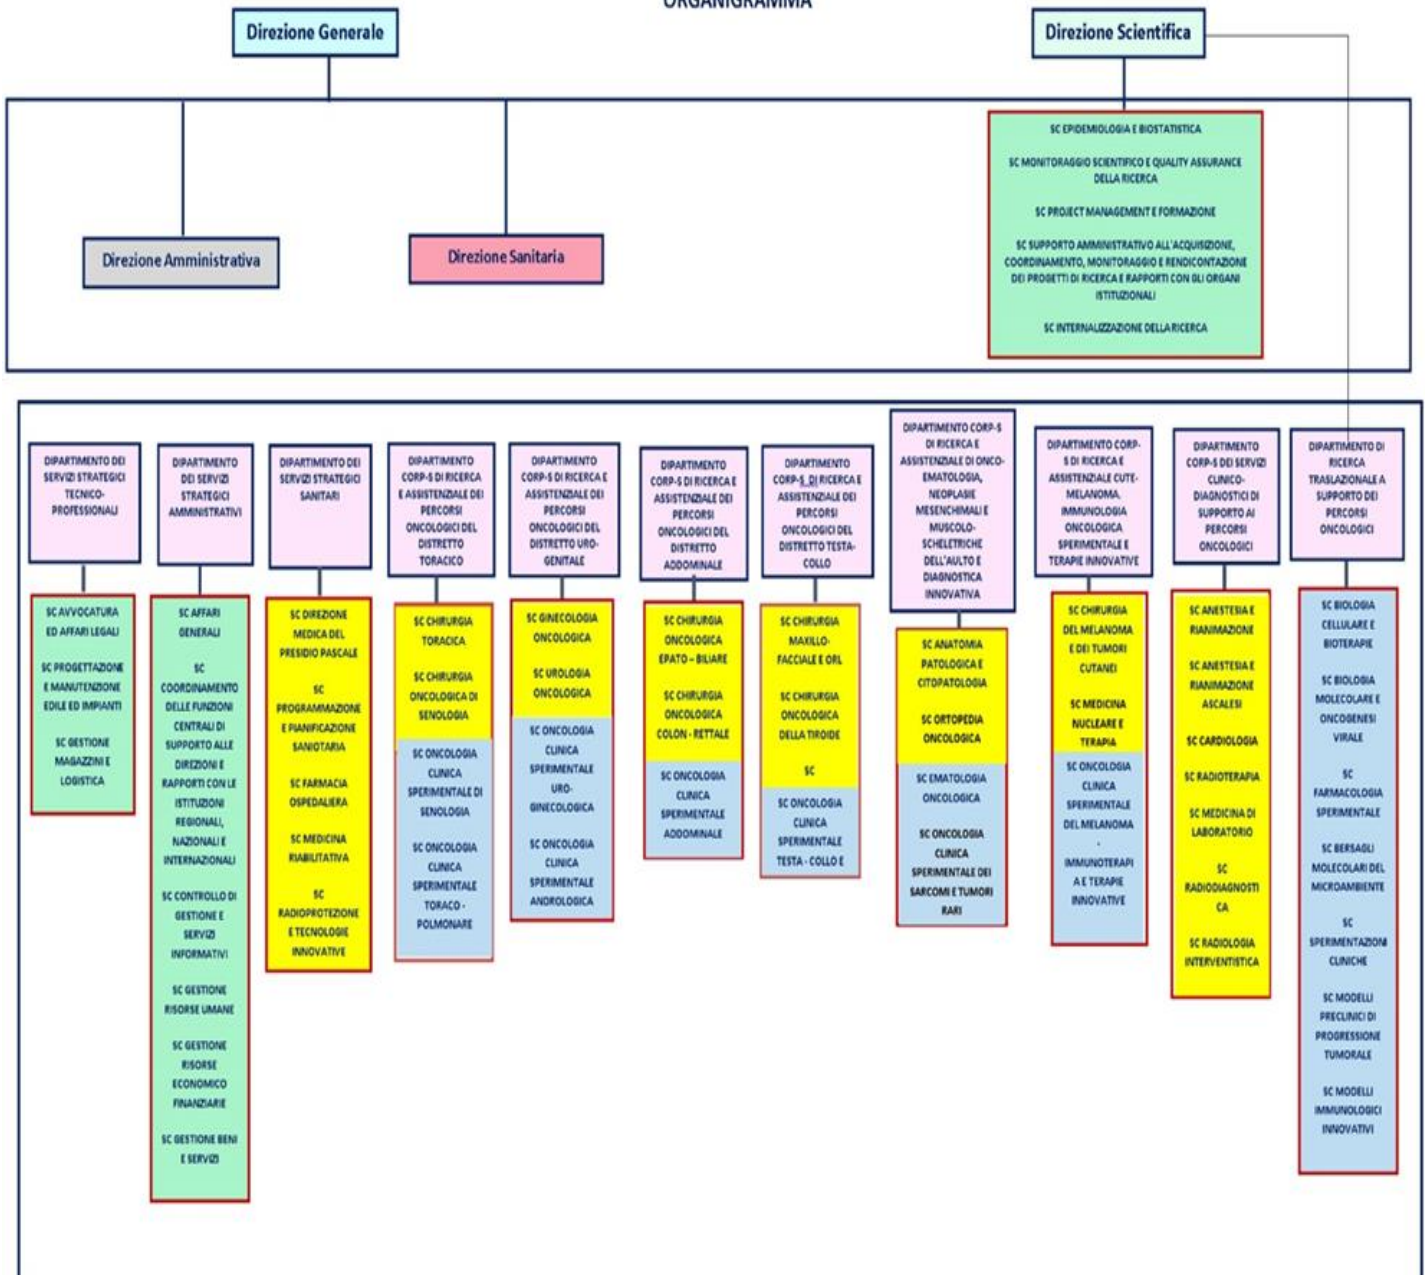 ORGANIGRAMMA
Direzione Generale
Direzione Scientifica
SC EPIDEMIOLOGIA E BIOSTATISTICA
SC MONITORAGGIO SCIENTIFICO E QUALITY ASSURANCE
DELLA RICERCA
SC PROJECT MANAGEMENT E FORMAZIONE
SC SUPPORTO AMMINISTRATIVO ALL'ACQUISIZIONE,
COORDINAMENTO, MONITORAGGIO E RENDICONTAZIONE
DEI PROGETTI DI RICERCA E RAPPORTI CON GLI ORGANI
ISTITUZIONALI
SC INTERNALIZZAZIONE DELLA RICERCA
Direzione Amministrativa
Direzione Sanitaria
DIPARTIMENTO DEI
SERVIZI STRATEGICI
TECNICO-
PROFESSIONALI
SC AVVOCATURA
ED AFFARI LEGALI
SC PROGETTAZIONE
E MANUTENZIONE
EDILE ED IMPIANTI
SC GESTIONE
MAGAZZINI E
LOGISTICA
DIPARTIMENTO
DEI SERVIZI
STRATEGICI
AMMINISTRATIVI
SC AFFARI
GENERALI
SC
COORDINAMENTO
DELLE FUNZIONI
CENTRALI DI
SUPPORTO ALLE
DIREZIONI E
RAPPORTI CON LE
ISTITUZIONI
REGIONALI,
NAZIONALI E
INTERNAZIONALI
SC CONTROLLO DI
GESTIONE E
SERVIZI
INFORMATIVI
SC GESTIONE
RISORSE UMANE
SC GESTIONE
RISORSE
ECONOMICO
FINANZIARIE
SC GESTIONE BENI
E SERVIZI
DIPARTIMENTO DEI
SERVIZI STRATEGICI
SANITARI
SC DIREZIONE
MEDICA DEL
PRESIDIO PASCALE
SC
PROGRAMMAZIONE
E PIANIFICAZIONE
SANIOTARIA
SC FARMACIA
OSPEDALIERA
SC MEDICINA
RIABILITATIVA
SC
RADIOPROTEZIONE
E TECNOLOGIE
INNOVATIVE
DIPARTIMENTO
CORP-S DI RICERCA
E ASSISTENZIALE DEI
PERCORSI
ONCOLOGICI DEL
DISTRETTO
TORACICO
SC CHIRURGIA
TORACICA
SC CHIRURGIA
ONCOLOGICA DI
SENOLOGIA
SC ONCOLOGIA
CLINICA
SPERIMENTALE DI
SENOLOGIA
SC ONCOLOGIA
CLINICA
SPERIMENTALE
TORACO -
POLMONARE
DIPARTIMENTO
CORP-S DI RICERCA E
ASSISTENZIALE DEI
PERCORSI
ONCOLOGICI DEL
DISTRETTO URO-
GENITALE
SC GINECOLOGIA
ONCOLOGICA
SC UROLOGIA
ONCOLOGICA
SC ONCOLOGIA
CLINICA
SPERIMENTALE
URO-
GINECOLOGICA
SC ONCOLOGIA
CLINICA
SPERIMENTALE
ANDROLOGICA
DIPARTIMENTO
CORP-S DI RICERCA E
ASSISTENZIALE DEI
PERCORSI
ONCOLOGICI DEL
DISTRETTO
ADDOMINALE
SC CHIRURGIA
ONCOLOGICA
EPATO – BILIARE
SC CHIRURGIA
ONCOLOGICA
COLON - RETTALE
SC ONCOLOGIA
CLINICA
SPERIMENTALE
ADDOMINALE
DIPARTIMENTO
CORP-S DI RICERCA E
ASSISTENZIALE DEI
PERCORSI
ONCOLOGICI DEL
DISTRETTO TESTA-
COLLO
SC CHIRURGIA
MAXILLO-
FACCIALE E ORL
SC CHIRURGIA
ONCOLOGICA
DELLA TIROIDE
SC
SC ONCOLOGIA
CLINICA
SPERIMENTALE
TESTA - COLLO E
DIPARTIMENTO CORP-S
DI RICERCA E
ASSISTENZIALE DI ONCO-
EMATOLOGIA,
NEOPLASIE
MESENCHIMALI E
MUSCOLO-
SCHELETRICHE
DELL'AULTO E
DIAGNOSTICA
INNOVATIVA
SC ANATOMIA
PATOLOGICA E
CITOPATOLOGIA
SC ORTOPEDIA
ONCOLOGICA
SC EMATOLOGIA
ONCOLOGICA
SC ONCOLOGIA
CLINICA
SPERIMENTALE DEI
SARCOMI E TUMORI
RARI
DIPARTIMENTO CORP-
S DI RICERCA E
ASSISTENZIALE CUTE-
MELANOMA.
IMMUNOLOGIA
ONCOLOGICA
SPERIMENTALE E
TERAPIE INNOVATIVE
SC CHIRURGIA
DEL MELANOMA
E DEI TUMORI
CUTANEI
SC MEDICINA
NUCLEARE E
TERAPIA
SC ONCOLOGIA
CLINICA
SPERIMENTALE
DEL MELANOMA
-
IMMUNOTERAPI
A E TERAPIE
INNOVATIVE
DIPARTIMENTO
CORP-S DEI SERVIZI
CLINICO-
DIAGNOSTICI DI
SUPPORTO AI
PERCORSI
ONCOLOGICI
SC ANESTESIA E
RIANIMAZIONE
SC ANESTESIA E
RIANIMAZIONE
ASCALESI
SC CARDIOLOGIA
SC RADIOTERAPIA
SC MEDICINA DI
LABORATORIO
SC
RADIODIAGNOSTI
CA
SC RADIOLOGIA
INTERVENTISTICA
DIPARTIMENTO DI
RICERCA
TRASLAZIONALE A
SUPPORTO DEI
PERCORSI
ONCOLOGICI
SC BIOLOGIA
CELLULARE E
BIOTERAPIE
SC BIOLOGIA
MOLECOLARE E
ONCOGENESI
VIRALE
SC
FARMACOLOGIA
SPERIMENTALE
SC BERSAGLI
MOLECOLARI DEL
MICROAMBIENTE
SC
SPERIMENTAZIONI
CLINICHE
SC MODELLI
PRECLINICI DI
PROGRESSIONE
TUMORALE
SC MODELLI
IMMUNOLOGICI
INNOVATIVI